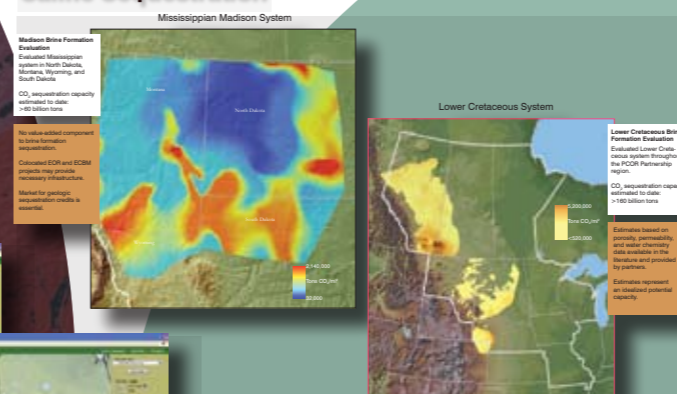 Mississippian Madison System
Madison Brine Formation
Evaluation
Evaluated Mississippian
system in North Dakota,
Montana, Wyoming, and
South Dakota
CO₂ sequestration capacity
estimated to date:
>60 billion tons
No value-added component
to brine formation
sequestration.
Colocated EOR and ECBM
projects may provide
necessary infrastructure.
Market for geologic
sequestration credits is
essential.
Montana
North Dakota
South Dakota
Wyoming
Tons CO₂/mi²
Lower Cretaceous System
Lower Cretaceous Brin
Formation Evaluation
Evaluated Lower Creta-
ceous system throughou
the PCOR Partnership
region.
CO₂ sequestration capac
estimated to date:
>160 billion tons
Estimates based on
porosity, permeability,
and water chemistry
data available in the
literature and provided
by partners.
Estimates represent
an idealized potential
capacity.
Tons CO₂/mi²